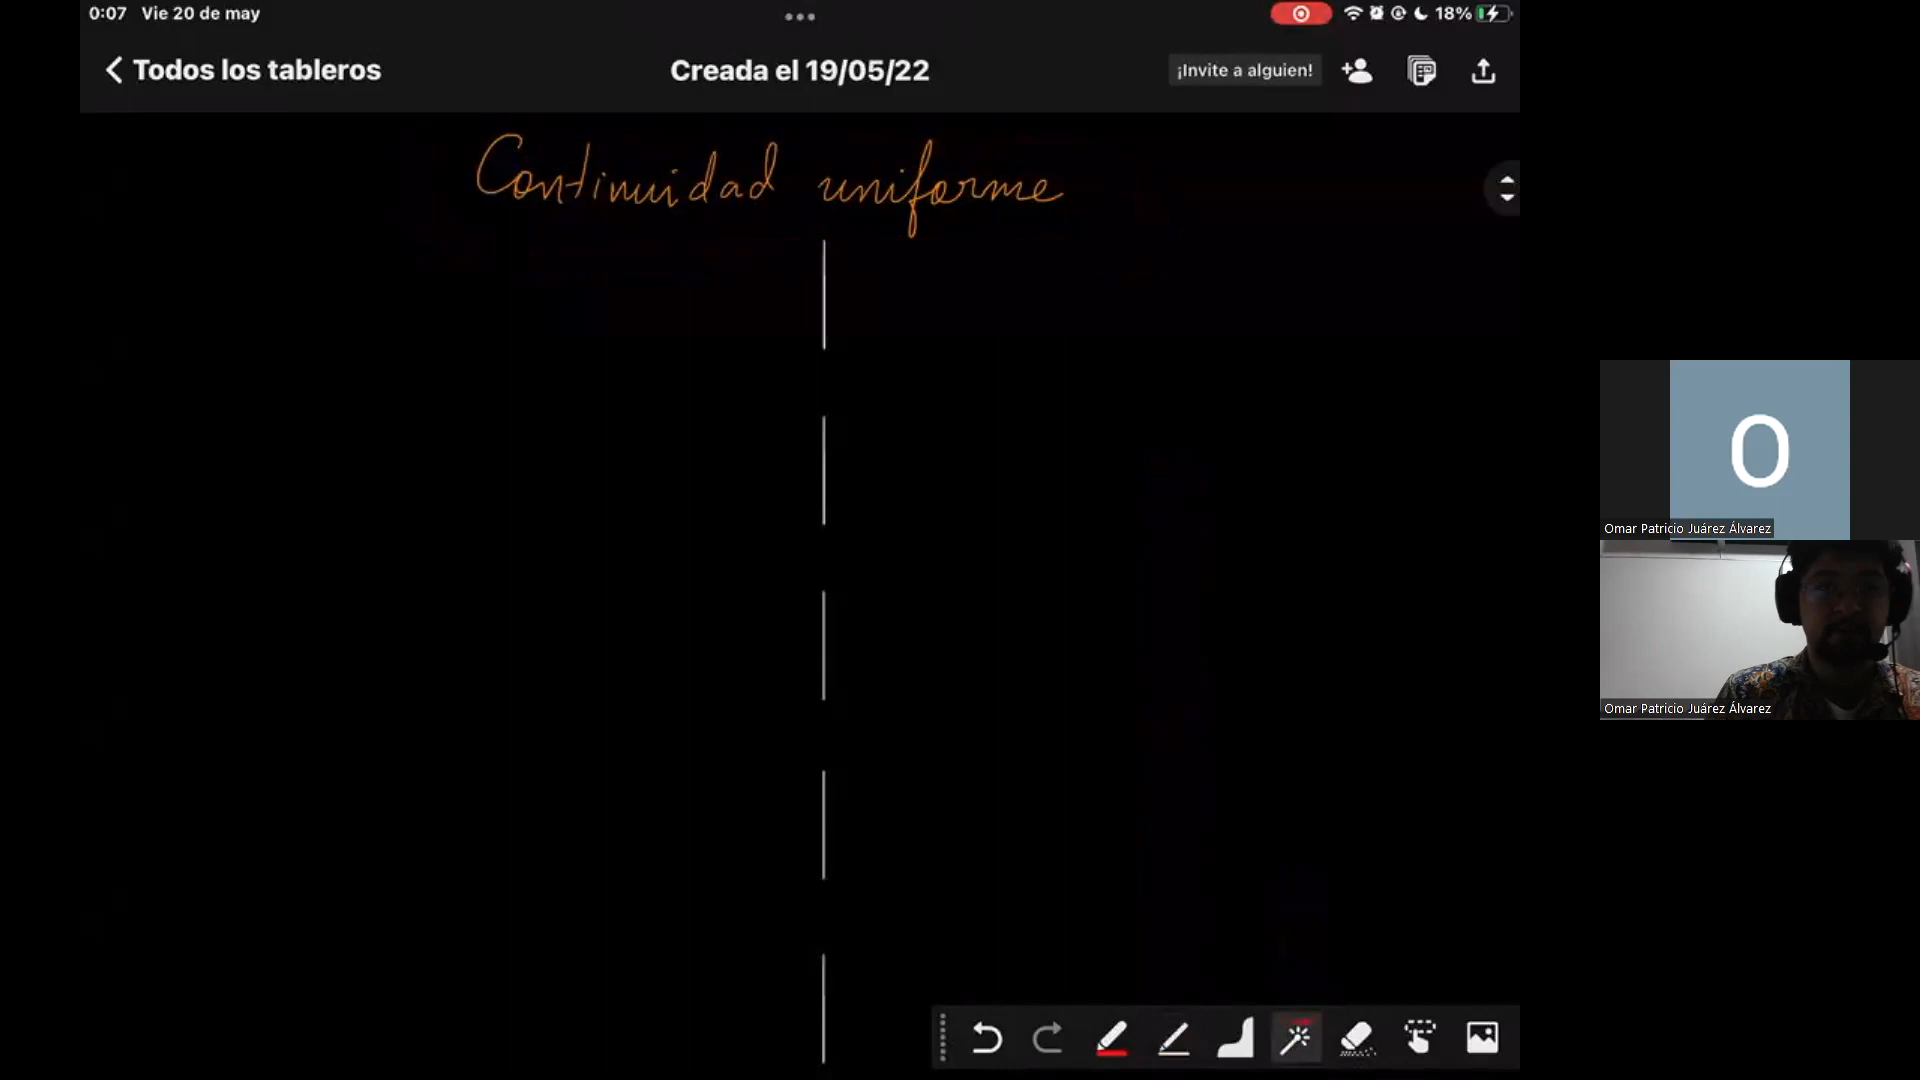 0:07 Vie 20 de may
18%
Todos los tableros
Creada el 19/05/22
¡Invite a alguien!
Continuidad uniforme
O
Omar Patricio Juárez Álvarez
Omar Patricio Juárez Álvarez